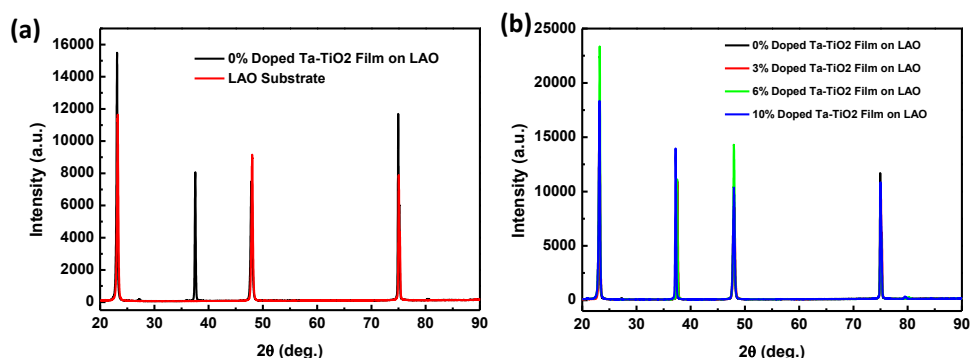 (a)
16000
14000
12000
10000
8000
6000
4000
2000
0
Intensity (a.u.)
0% Doped Ta-TiO2 Film on LAO
LAO Substrate
20 30 40 50 60 70 80 90
2θ (deg.)
(b)
25000
20000
15000
10000
5000
0
Intensity (a.u.)
0% Doped Ta-TiO2 Film on LAO
3% Doped Ta-TiO2 Film on LAO
6% Doped Ta-TiO2 Film on LAO
10% Doped Ta-TiO2 Film on LAO
20 30 40 50 60 70 80 90
2θ (deg.)